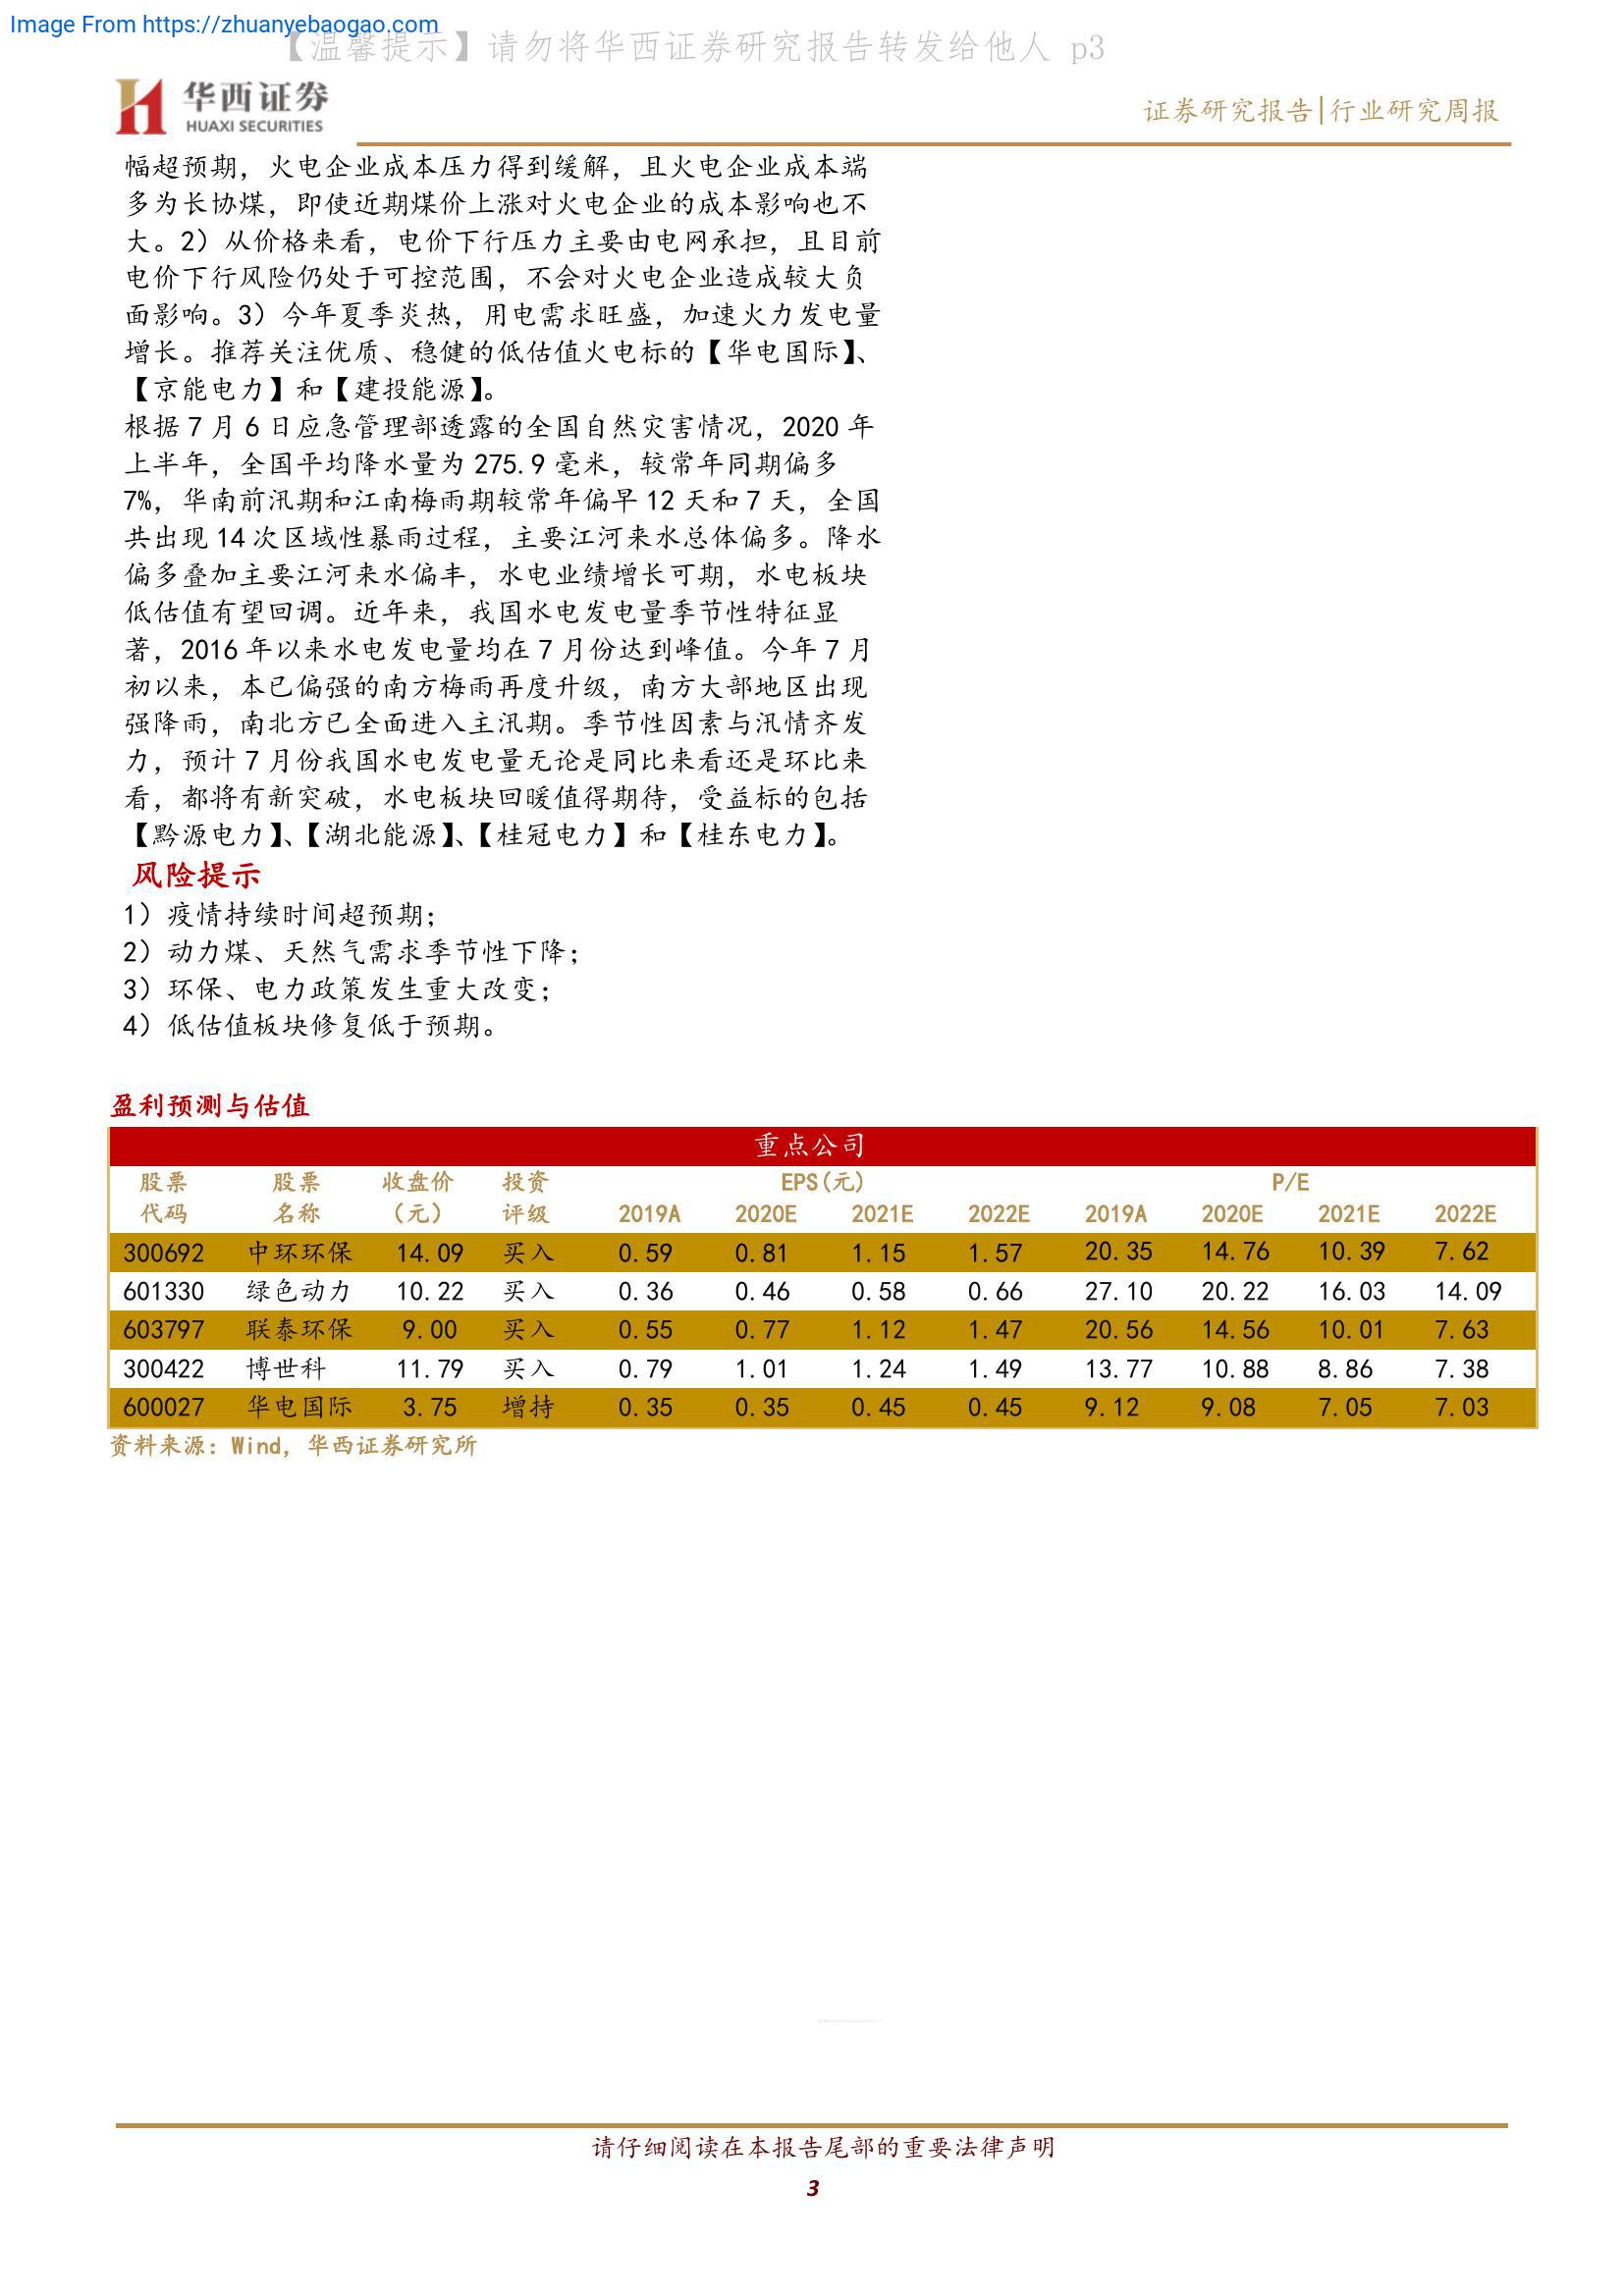 Image From https://zhuanyebaogao.com
【温馨提示】请勿将华西证券研究报告转发给他人 p3
华西证券
HUAXI SECURITIES
证券研究报告|行业研究周报
幅超预期，火电企业成本压力得到缓解，且火电企业成本端
多为长协煤，即使近期煤价上涨对火电企业的成本影响也不
大。2）从价格来看，电价下行压力主要由电网承担，且目前
电价下行风险仍处于可控范围，不会对火电企业造成较大负
面影响。3）今年夏季炎热，用电需求旺盛，加速火力发电量
增长。推荐关注优质、稳健的低估值火电标的【华电国际】、
【京能电力】和【建投能源】。
根据 7 月 6 日应急管理部透露的全国自然灾害情况，2020 年
上半年，全国平均降水量为 275.9 毫米，较常年同期偏多
7%，华南前汛期和江南梅雨期较常年偏早 12 天和 7 天，全国
共出现 14 次区域性暴雨过程，主要江河来水总体偏多。降水
偏多叠加主要江河来水偏丰，水电业绩增长可期，水电板块
低估值有望回调。近年来，我国水电发电量季节性特征显
著，2016 年以来水电发电量均在 7 月份达到峰值。今年 7 月
初以来，本已偏强的南方梅雨再度升级，南方大部地区出现
强降雨，南北方已全面进入主汛期。季节性因素与汛情齐发
力，预计 7 月份我国水电发电量无论是同比来看还是环比来
看，都将有新突破，水电板块回暖值得期待，受益标的包括
【黔源电力】、【湖北能源】、【桂冠电力】和【桂东电力】。
风险提示
1）疫情持续时间超预期；
2）动力煤、天然气需求季节性下降；
3）环保、电力政策发生重大改变；
4）低估值板块修复低于预期。
盈利预测与估值
重点公司
股票 股票 收盘价 投资 EPS(元) P/E
代码 名称 （元） 评级 2019A 2020E 2021E 2022E 2019A 2020E 2021E 2022E
300692 中环环保 14.09 买入 0.59 0.81 1.15 1.57 20.35 14.76 10.39 7.62
601330 绿色动力 10.22 买入 0.36 0.46 0.58 0.66 27.10 20.22 16.03 14.09
603797 联泰环保 9.00 买入 0.55 0.77 1.12 1.47 20.56 14.56 10.01 7.63
300422 博世科 11.79 买入 0.79 1.01 1.24 1.49 13.77 10.88 8.86 7.38
600027 华电国际 3.75 增持 0.35 0.35 0.45 0.45 9.12 9.08 7.05 7.03
资料来源：Wind，华西证券研究所
请仔细阅读在本报告尾部的重要法律声明
3